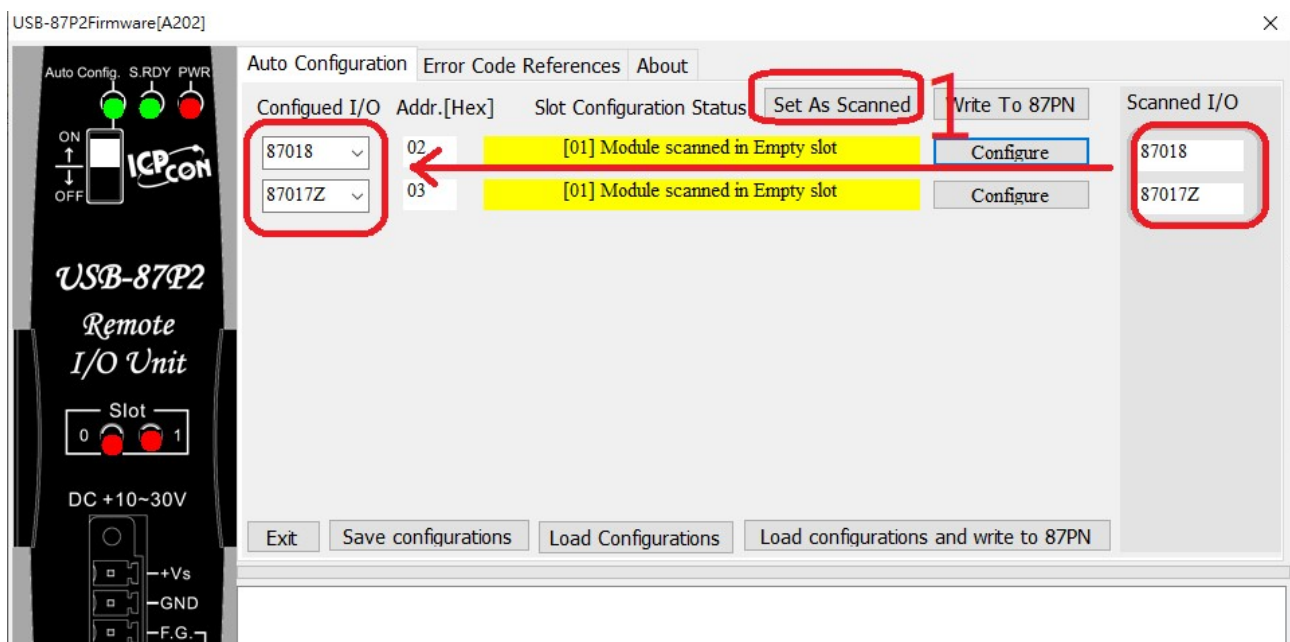 USB-87P2Firmware[A202]
Auto Config. S.RDY PWR
ON
OFF
ICPCON
USB-87P2
Remote
I/O Unit
Slot
0 1
DC +10~30V
+Vs
GND
F.G.
Auto Configuration Error Code References About
Configued I/O Addr.[Hex] Slot Configuration Status Set As Scanned 1 Write To 87PN Scanned I/O
87018 02 [01] Module scanned in Empty slot Configure 87018
87017Z 03 [01] Module scanned in Empty slot Configure 87017Z
Exit Save configurations Load Configurations Load configurations and write to 87PN